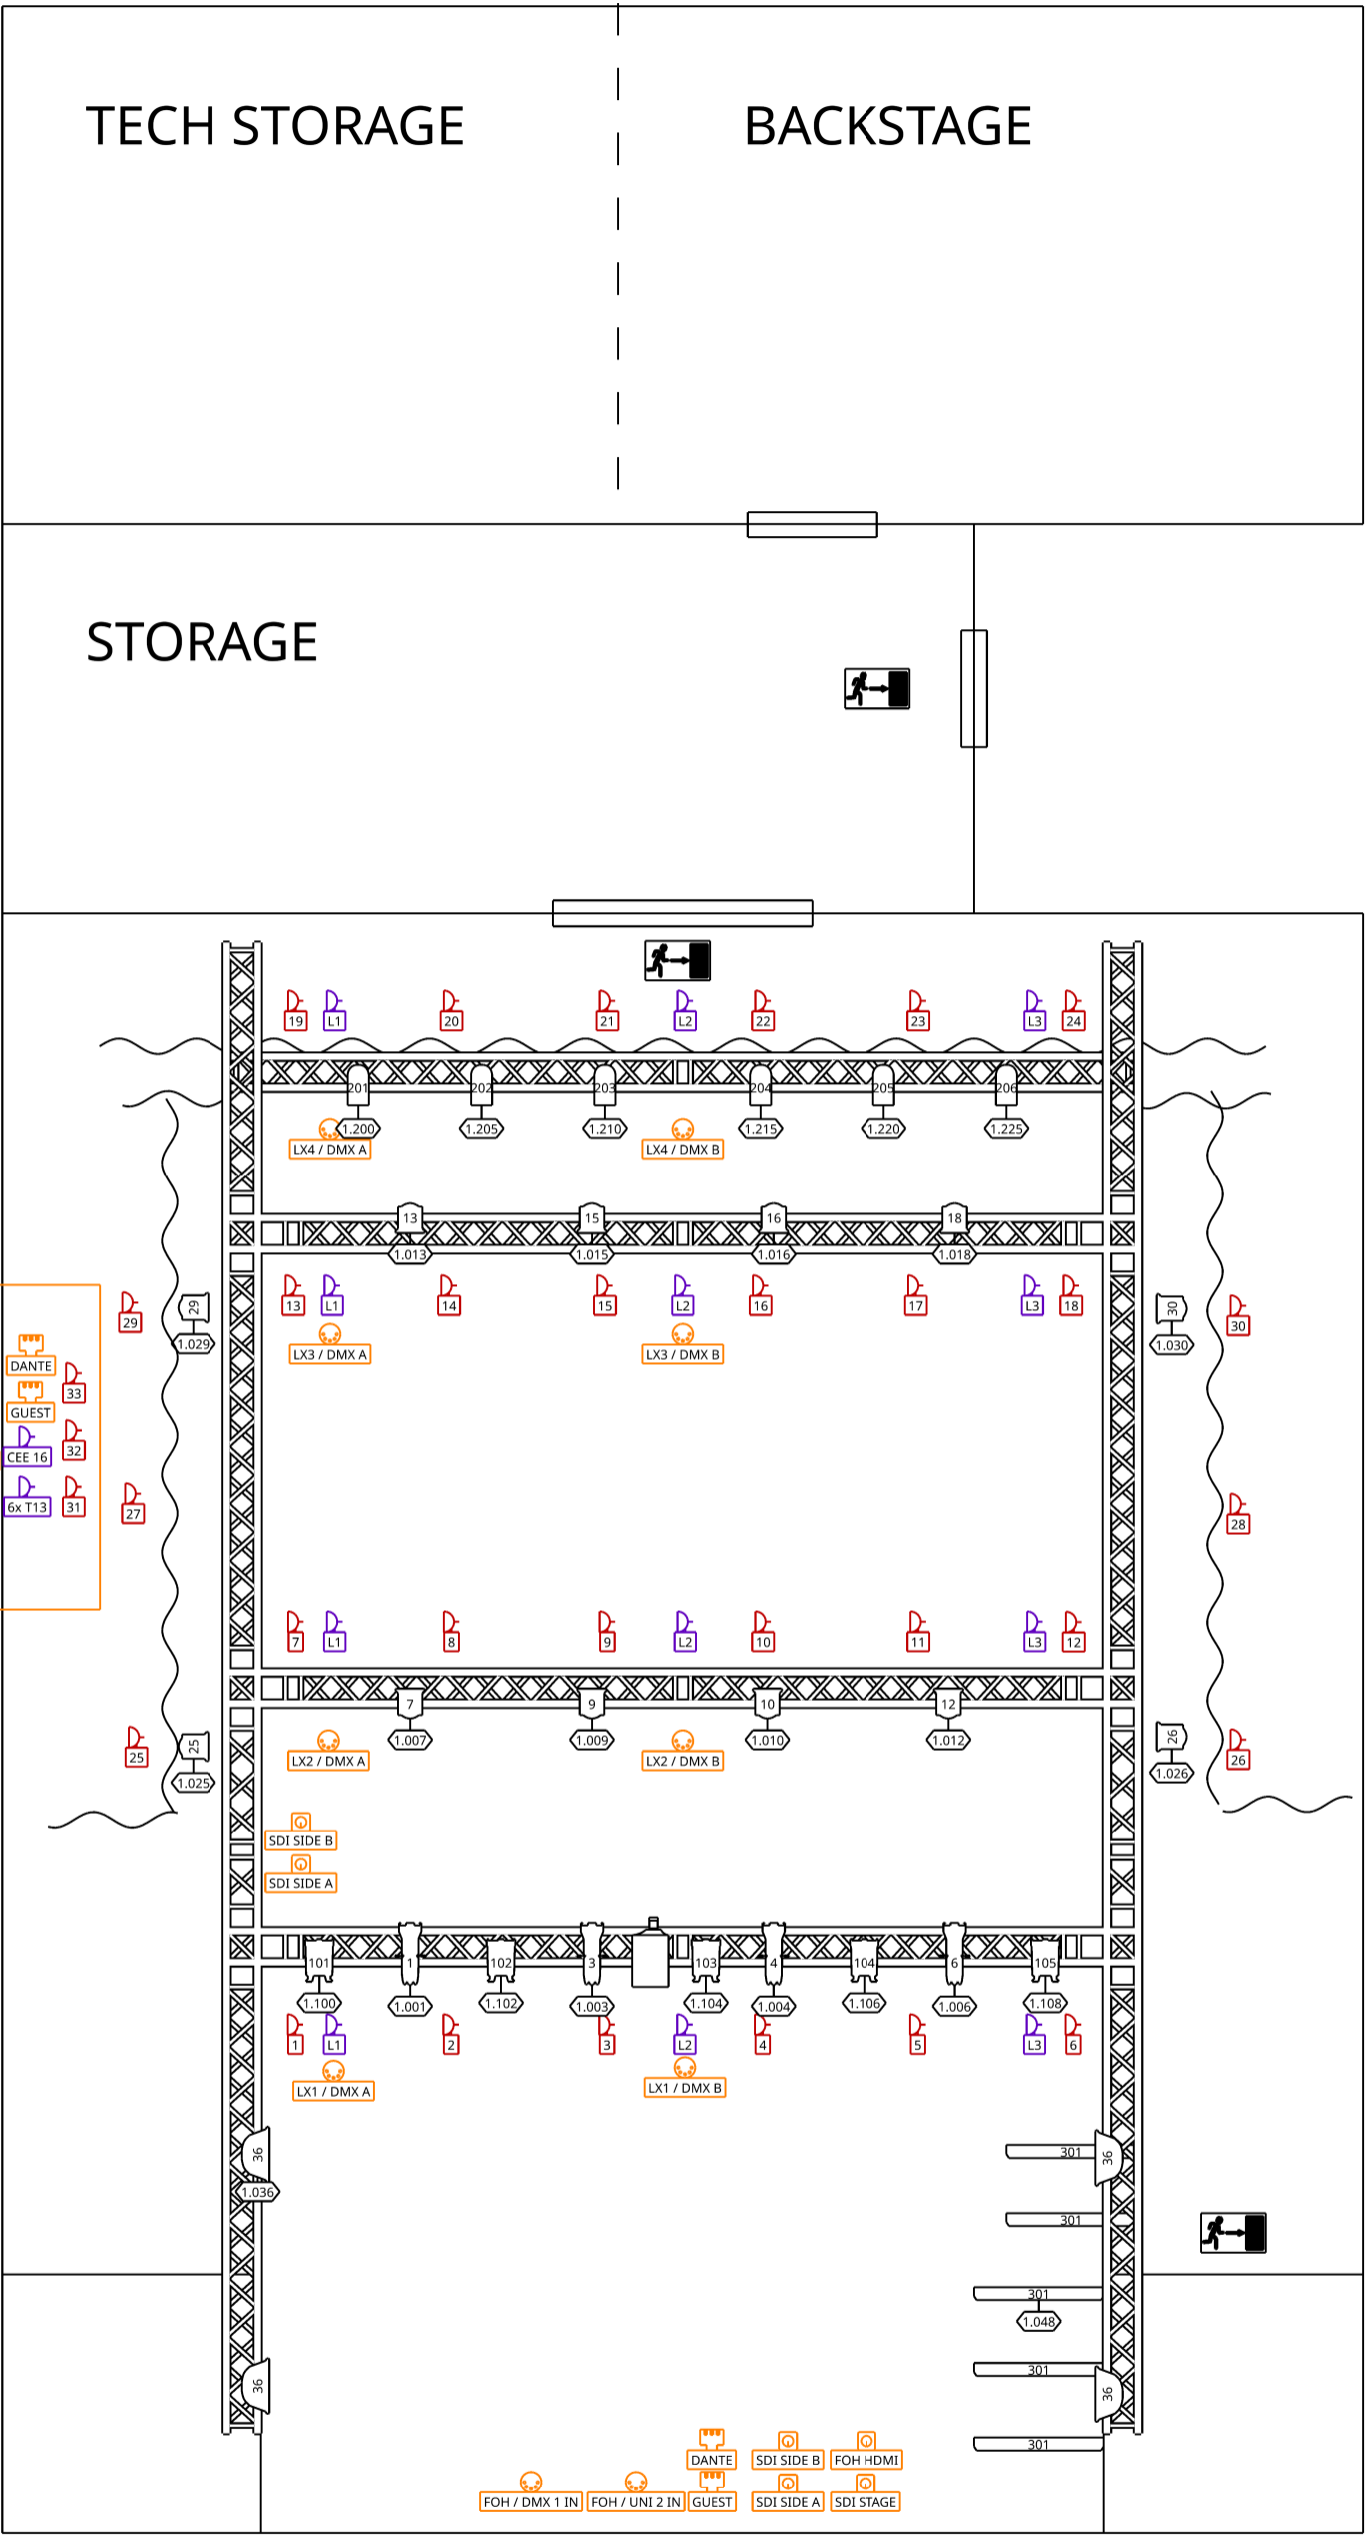 TECH STORAGE
BACKSTAGE
STORAGE
19 L1 20 21 L2 22 23 L3 24
201 202 203 204 205 206
1.200 1.205 1.210 1.215 1.220 1.225
LX4 / DMX A LX4 / DMX B
13 15 16 18
1.013 1.015 1.016 1.018
13 L1 14 15 L2 16 17 L3 18
29 29 30 30
1.029 1.030
LX3 / DMX A LX3 / DMX B
DANTE
33
GUEST
32
CEE 16
31
6x T13
27 28
7 L1 8 9 L2 10 11 L3 12
7 9 10 12
1.007 1.009 1.010 1.012
25 25 26 26
1.025 1.026
LX2 / DMX A LX2 / DMX B
SDI SIDE B
SDI SIDE A
101 1 102 3 103 4 104 6 105
1.100 1.001 1.102 1.003 1.104 1.004 1.106 1.006 1.108
1 L1 2 3 L2 4 5 L3 6
LX1 / DMX A LX1 / DMX B
36 301 36
1.036
301
301
1.048
36 301 36
301
DANTE SDI SIDE B FOH HDMI
FOH / DMX 1 IN FOH / UNI 2 IN GUEST SDI SIDE A SDI STAGE